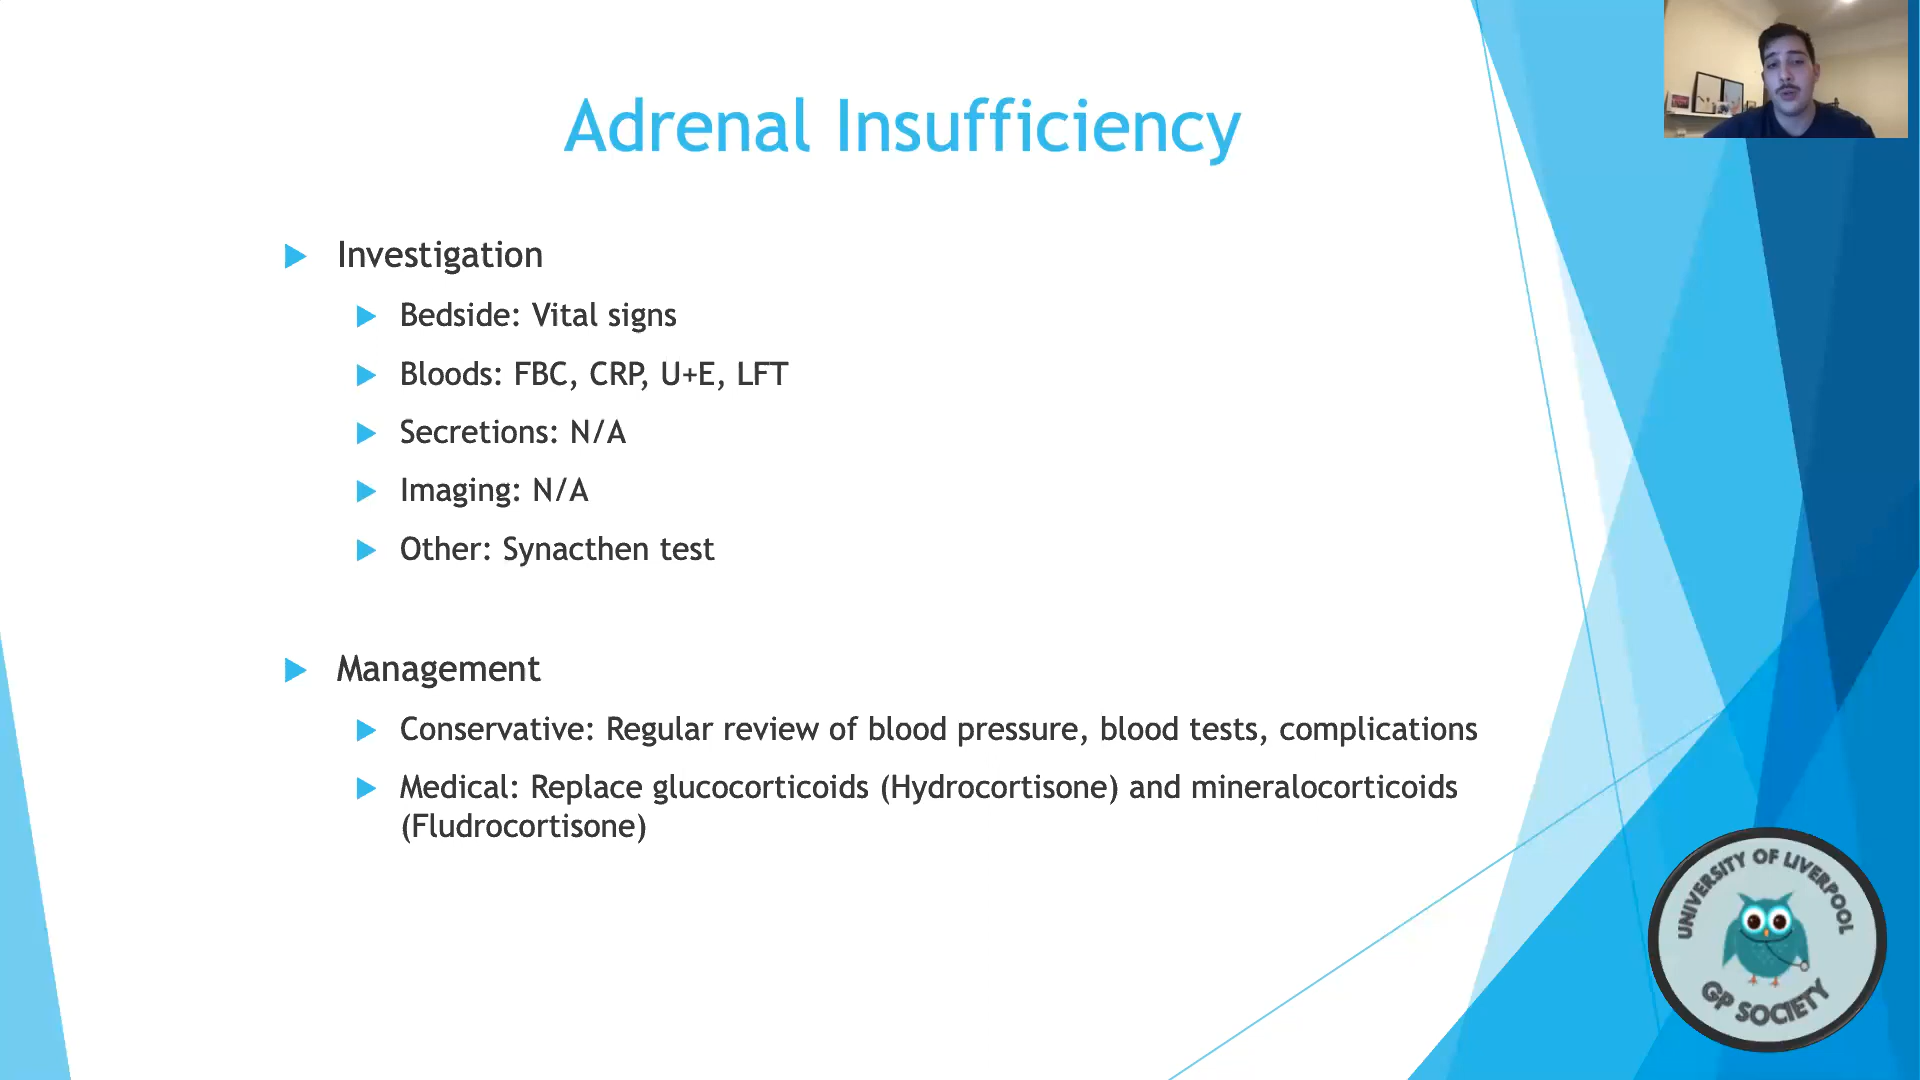 Adrenal Insufficiency
Investigation
Bedside: Vital signs
Bloods: FBC, CRP, U+E, LFT
Secretions: N/A
Imaging: N/A
Other: Synacthen test
Management
Conservative: Regular review of blood pressure, blood tests, complications
Medical: Replace glucocorticoids (Hydrocortisone) and mineralocorticoids
(Fludrocortisone)
UNIVERSITY OF LIVERPOOL
GP SOCIETY